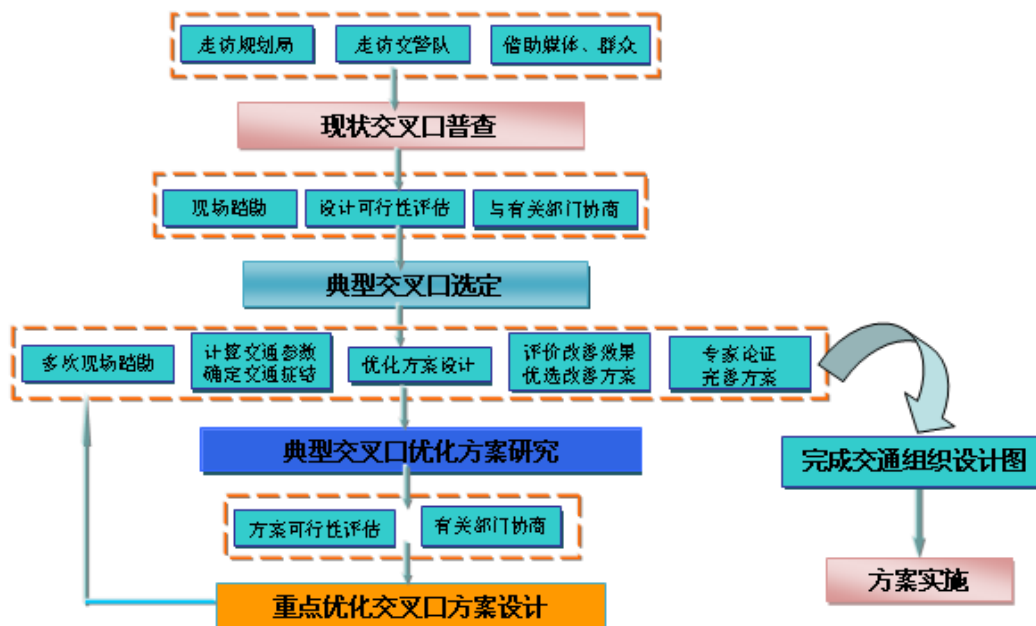 走访规划局
走访交警队
借助媒体、群众
现状交叉口普查
现场踏勘
设计可行性评估
与有关部门协商
典型交叉口选定
多次现场踏勘
计算交通参数
确定交通症结
优化方案设计
评价改善效果
优选改善方案
专家论证
完善方案
典型交叉口优化方案研究
完成交通组织设计图
方案可行性评估
有关部门协商
方案实施
重点优化交叉口方案设计